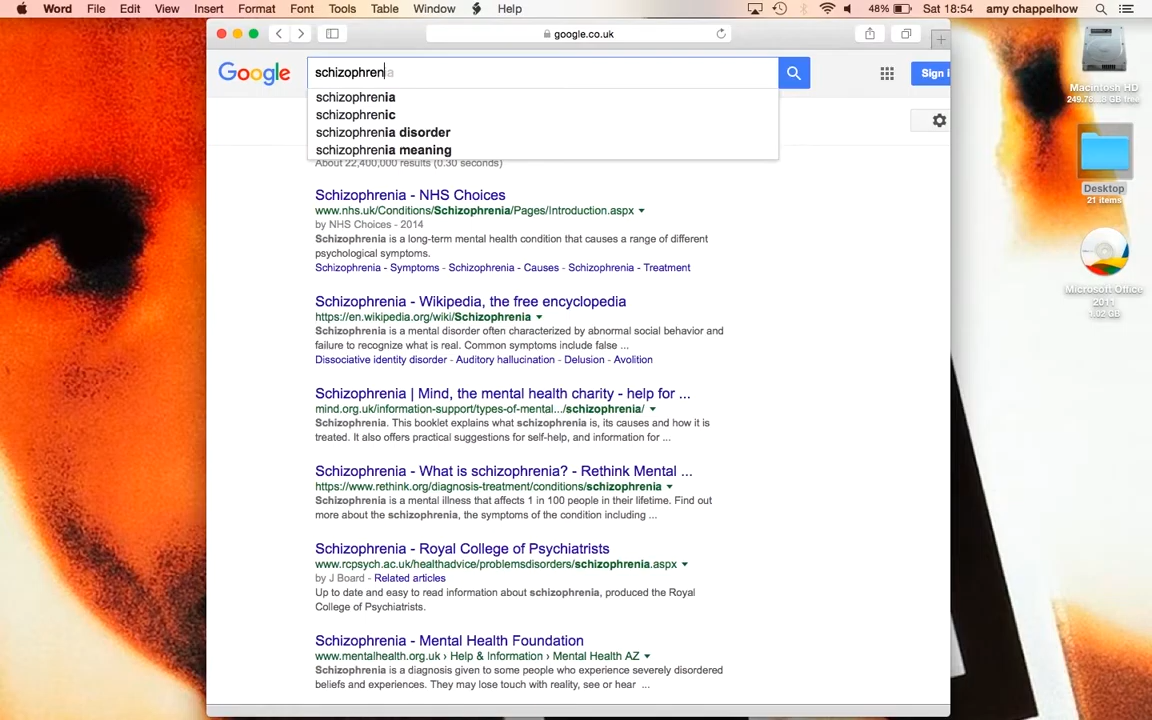 Word File Edit View Insert Format Font Tools Table Window Help 48% Sat 18:54 amy chappelhow
google.co.uk
Google schizophrenia Sign i
schizophrenia
schizophrenic
schizophrenia disorder
schizophrenia meaning
About 22,400,000 results (0.30 seconds)
Schizophrenia - NHS Choices
www.nhs.uk/Conditions/Schizophrenia/Pages/Introduction.aspx
by NHS Choices - 2014
Schizophrenia is a long-term mental health condition that causes a range of different
psychological symptoms.
Schizophrenia - Symptoms - Schizophrenia - Causes - Schizophrenia - Treatment
Schizophrenia - Wikipedia, the free encyclopedia
https://en.wikipedia.org/wiki/Schizophrenia
Schizophrenia is a mental disorder often characterized by abnormal social behavior and
failure to recognize what is real. Common symptoms include false ...
Dissociative identity disorder - Auditory hallucination - Delusion - Avolition
Schizophrenia | Mind, the mental health charity - help for ...
mind.org.uk/information-support/types-of-mental.../schizophrenia/
Schizophrenia. This booklet explains what schizophrenia is, its causes and how it is
treated. It also offers practical suggestions for self-help, and information for ...
Schizophrenia - What is schizophrenia? - Rethink Mental ...
https://www.rethink.org/diagnosis-treatment/conditions/schizophrenia
Schizophrenia is a mental illness that affects 1 in 100 people in their lifetime. Find out
more about the schizophrenia, the symptoms of the condition including ...
Schizophrenia - Royal College of Psychiatrists
www.rcpsych.ac.uk/healthadvice/problemsdisorders/schizophrenia.aspx
by J Board - Related articles
Up to date and easy to read information about schizophrenia, produced the Royal
College of Psychiatrists.
Schizophrenia - Mental Health Foundation
www.mentalhealth.org.uk › Help & Information › Mental Health AZ
Schizophrenia is a diagnosis given to some people who experience severely disordered
beliefs and experiences. They may lose touch with reality, see or hear ...
Macintosh HD
Desktop
21 items
Microsoft Office
2011
1.02 GB